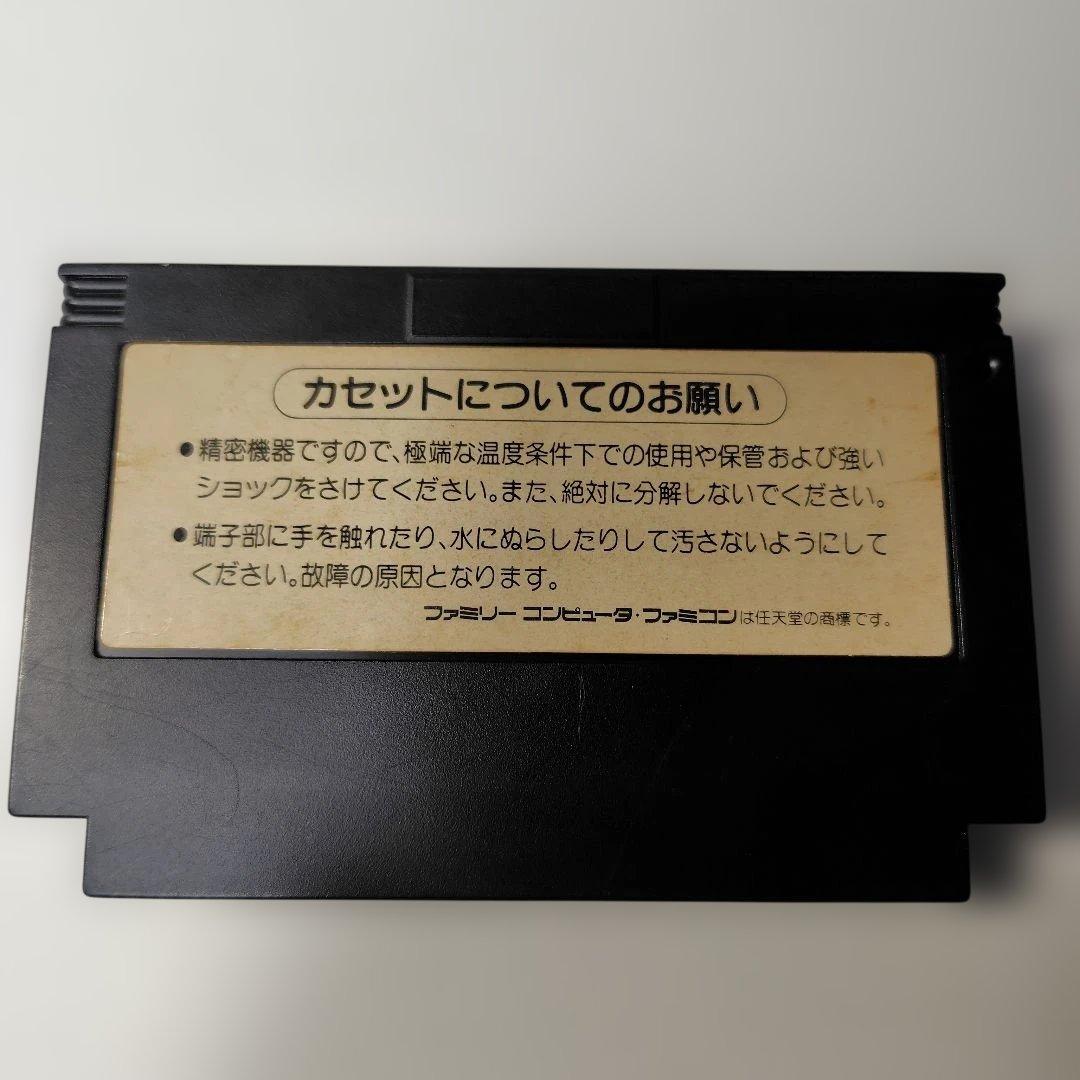 カセットについてのお願い
●精密機器ですので、極端な温度条件下での使用や保管および強い
ショックをさけてください。また、絶対に分解しないでください。
●端子部に手を触れたり、水にぬらしたりして汚さないようにして
ください。故障の原因となります。
ファミリー コンピュータ・ファミコンは任天堂の商標です。